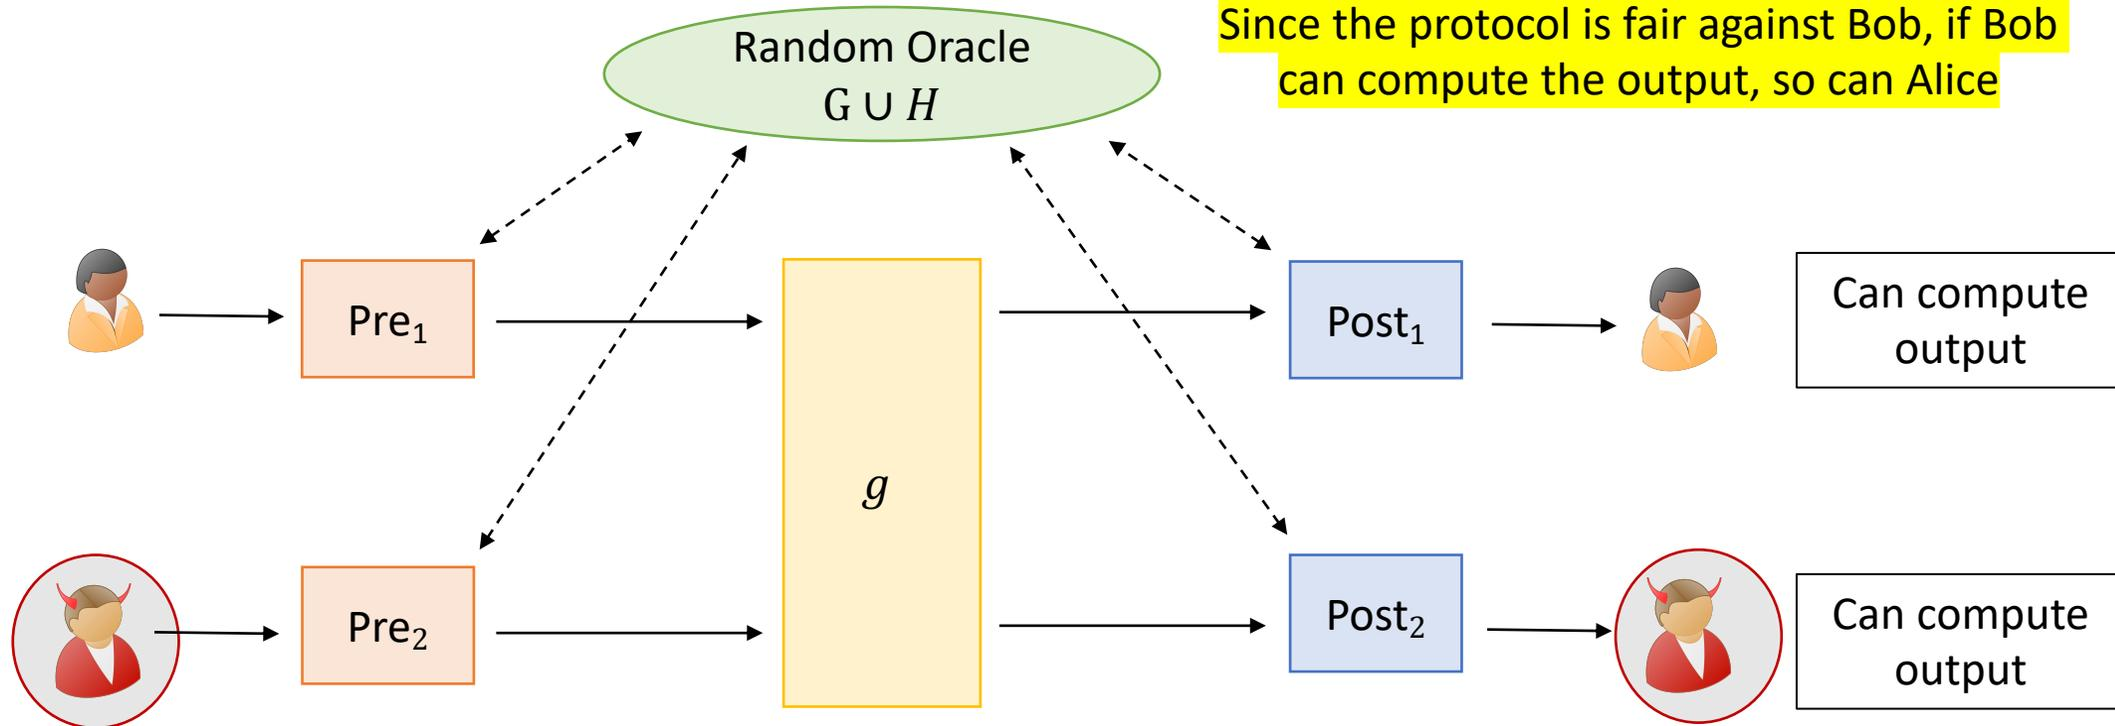 Random Oracle
G ∪ 𝐻
Since the protocol is fair against Bob, if Bob
can compute the output, so can Alice
Pre₁
𝑔
Post₁
Can compute
output
Pre₂
Post₂
Can compute
output